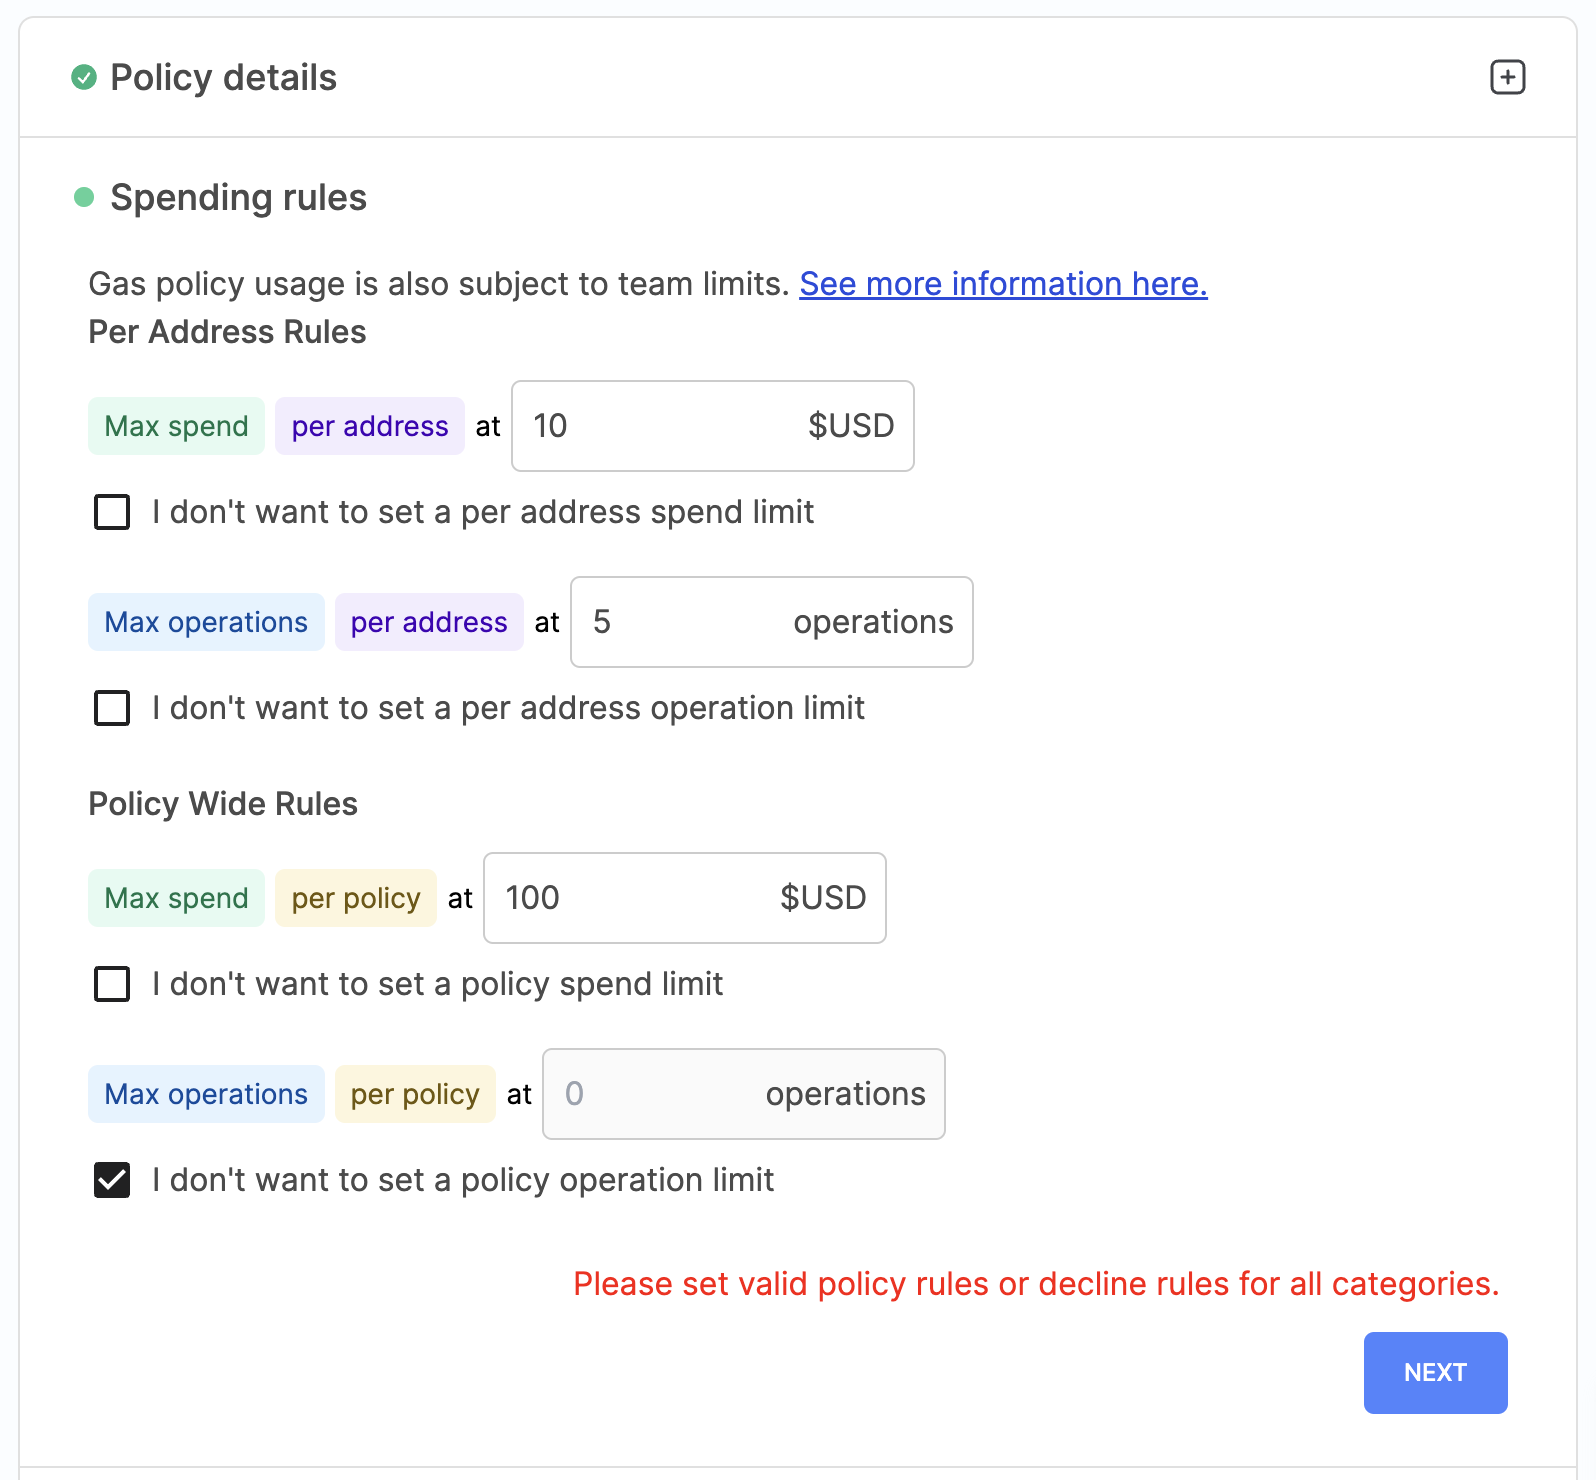 Policy details
Spending rules
Gas policy usage is also subject to team limits. See more information here.
Per Address Rules
Max spend per address at 10 $USD
I don't want to set a per address spend limit
Max operations per address at 5 operations
I don't want to set a per address operation limit
Policy Wide Rules
Max spend per policy at 100 $USD
I don't want to set a policy spend limit
Max operations per policy at 0 operations
I don't want to set a policy operation limit
Please set valid policy rules or decline rules for all categories.
NEXT